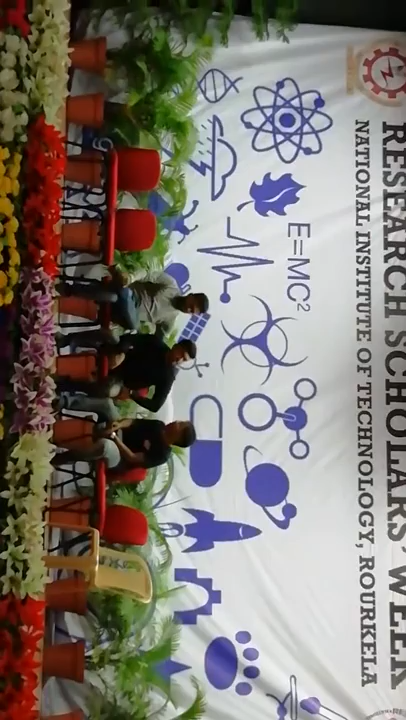 RESEARCH SCHOLARS' WEEK
NATIONAL INSTITUTE OF TECHNOLOGY, ROURKELA
E=MC²